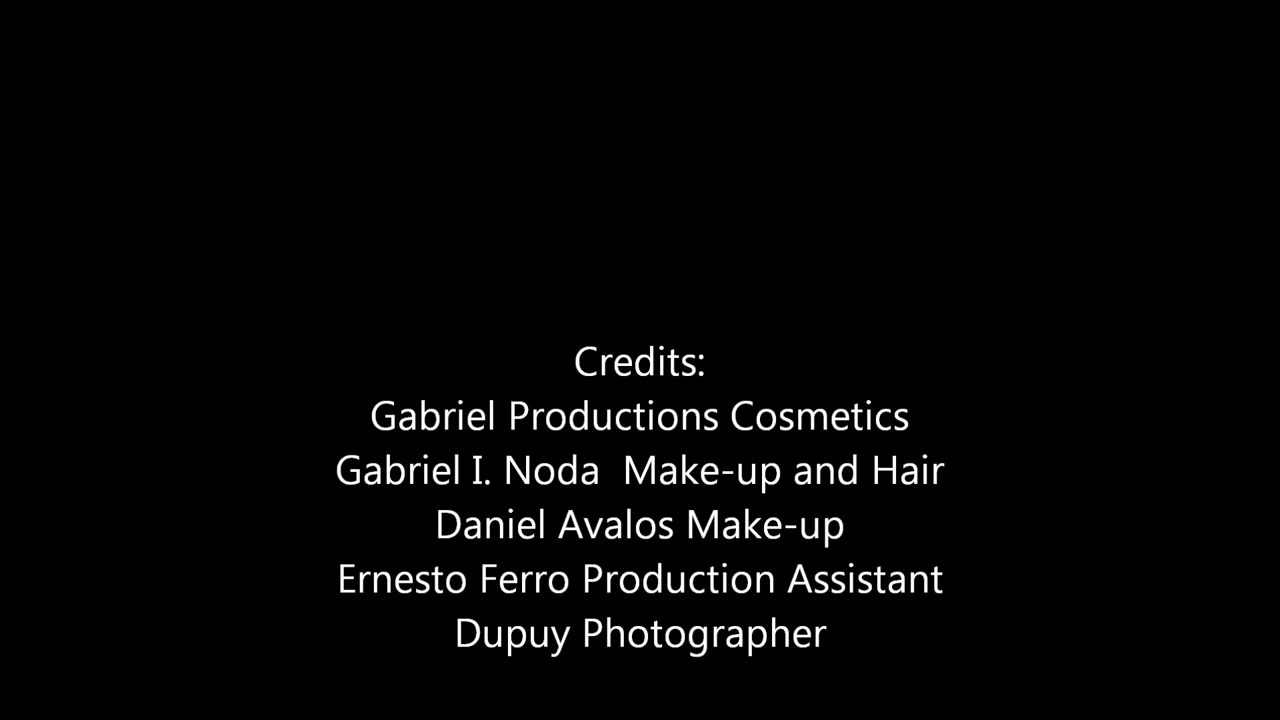 Credits:
Gabriel Productions Cosmetics
Gabriel I. Noda  Make-up and Hair
Daniel Avalos Make-up
Ernesto Ferro Production Assistant
Dupuy Photographer